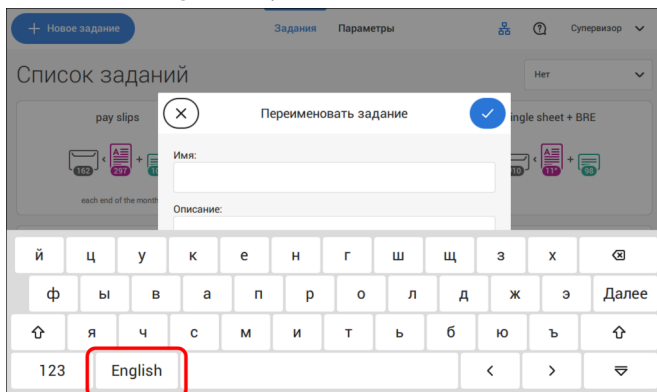 + Новое задание Задания Параметры Супервизор
Список заданий Нет
pay slips Переименовать задание ingle sheet + BRE
162 297 + 10 10 11" + 98
Имя:
each end of the month
Описание:
й ц у к е н г ш щ з х
ф ы в а п р о л д ж э Далее
я ч с м и т ь б ю ъ
123 English < >